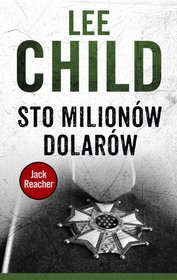 LEE
CHILD
STO MILIONÓW
DOLARÓW
Jack
Reacher